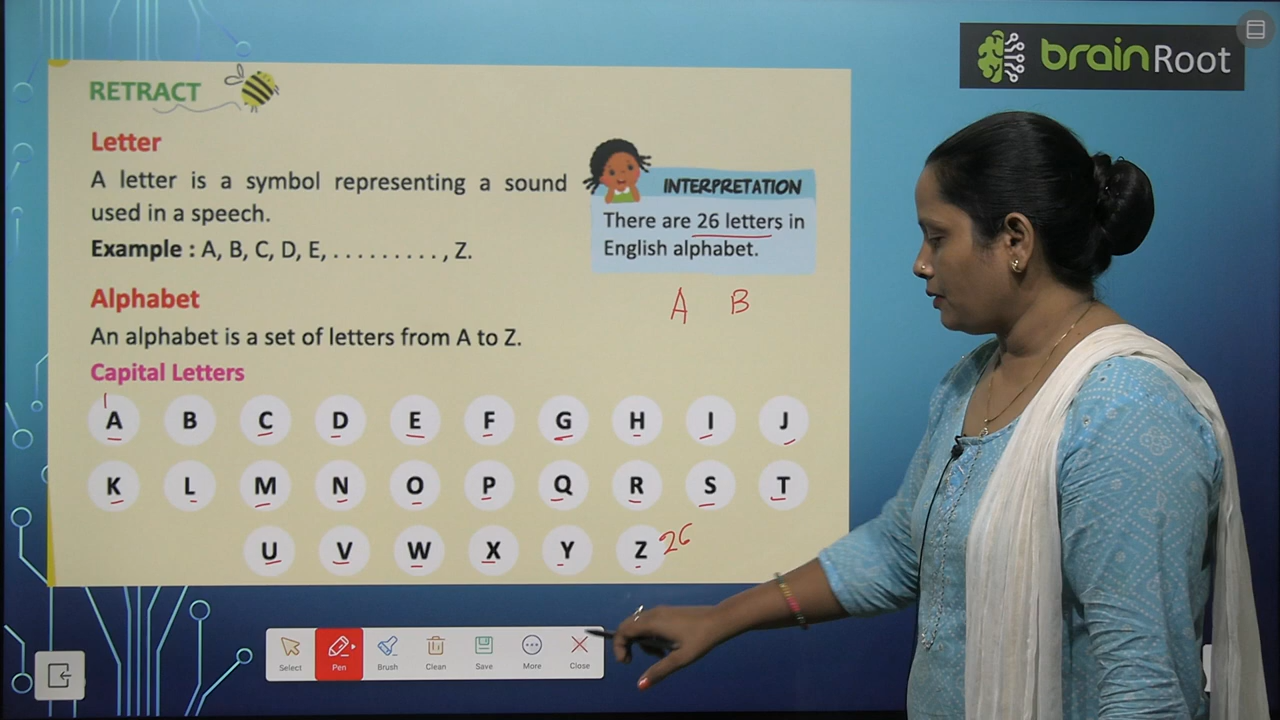 brainRoot
RETRACT
Letter
A letter is a symbol representing a sound
used in a speech.
Example : A, B, C, D, E, . . . . . . . . . , Z.
INTERPRETATION
There are 26 letters in
English alphabet.
A B
Alphabet
An alphabet is a set of letters from A to Z.
Capital Letters
1
A B C D E F G H I J
K L M N O P Q R S T
U V W X Y Z 26
Select Pen Brush Clean Save More Close